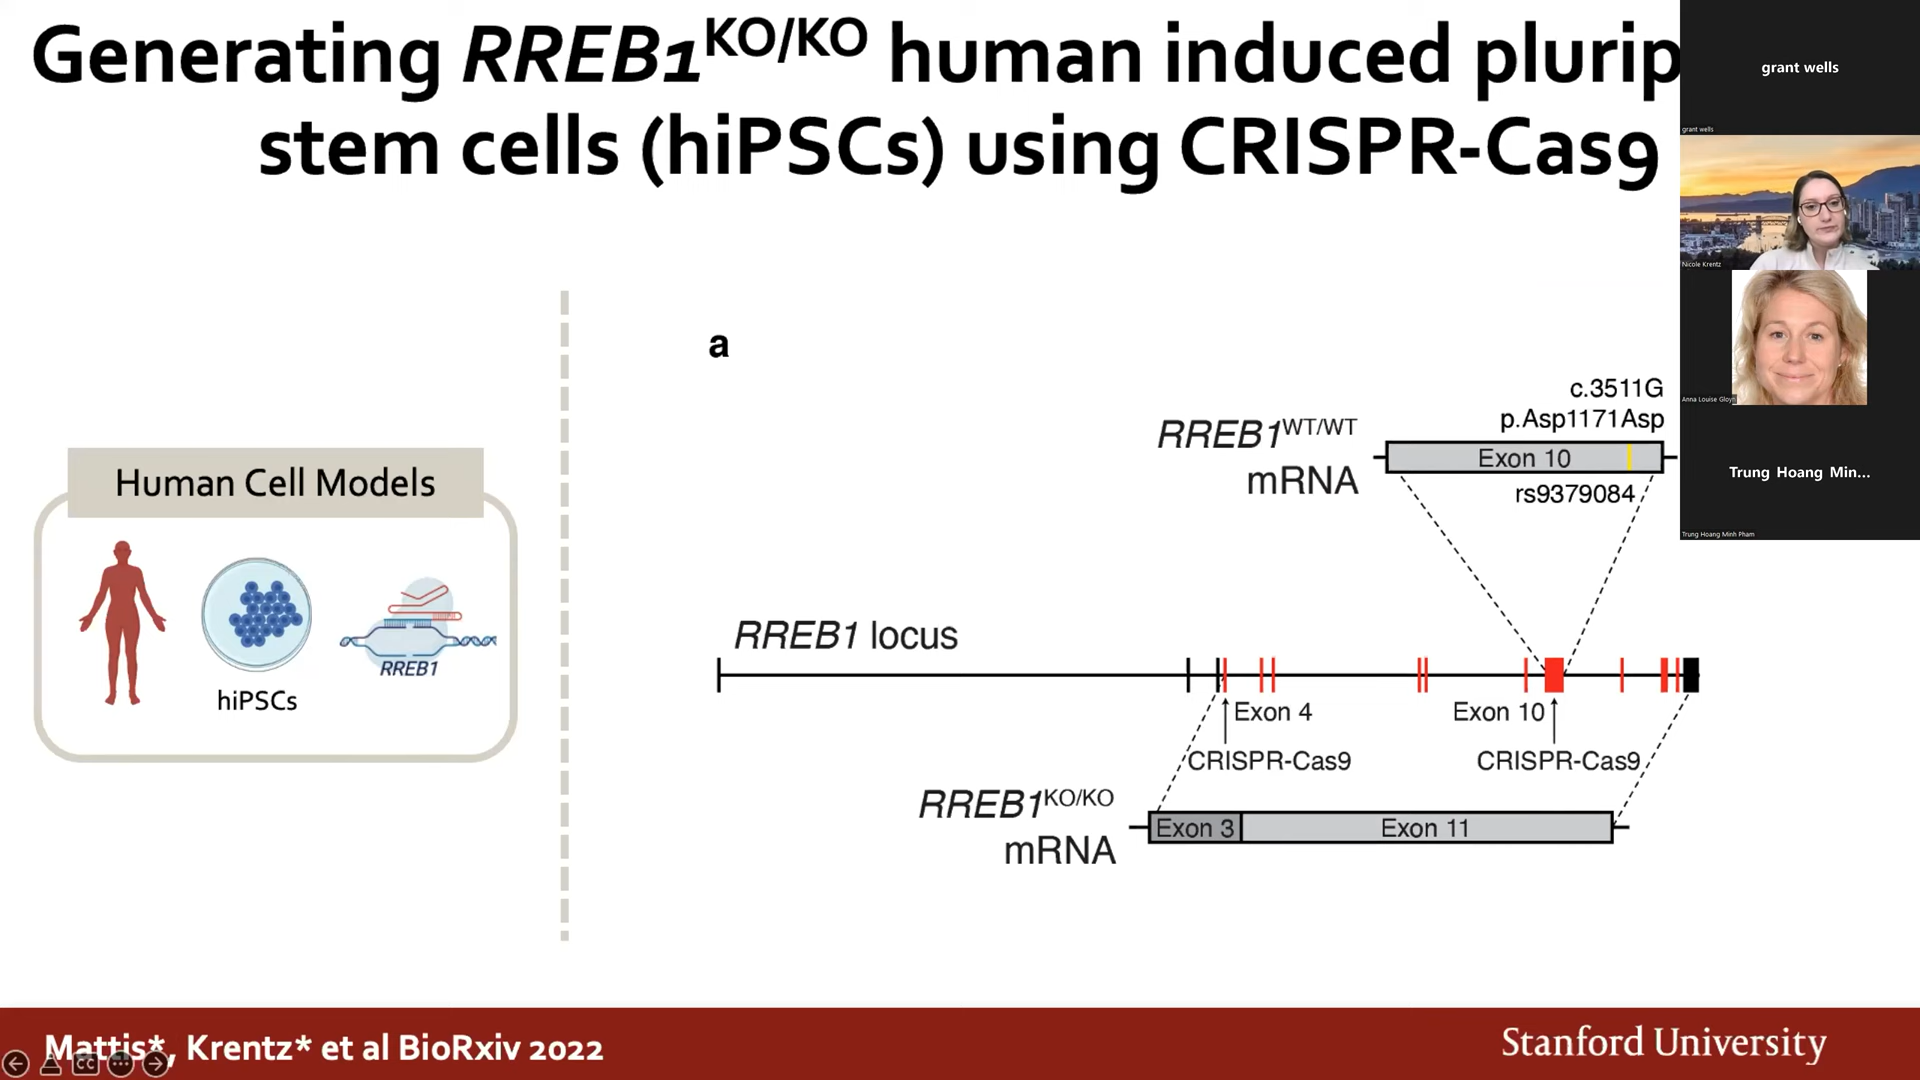 Generating RREB1KO/KO human induced plurip
stem cells (hiPSCs) using CRISPR-Cas9
grant wells
grant wells
Nicole Krentz
Anna Louise Gloyn
Trung Hoang Min...
Trung Hoang Minh Pham
Human Cell Models
hiPSCs
RREB1
a
c.3511G
p.Asp1171Asp
RREB1WT/WT
mRNA
Exon 10
rs9379084
RREB1 locus
Exon 4
Exon 10
CRISPR-Cas9
CRISPR-Cas9
RREB1KO/KO
mRNA
Exon 3
Exon 11
Mattis*, Krentz* et al BioRxiv 2022
CC
Stanford University